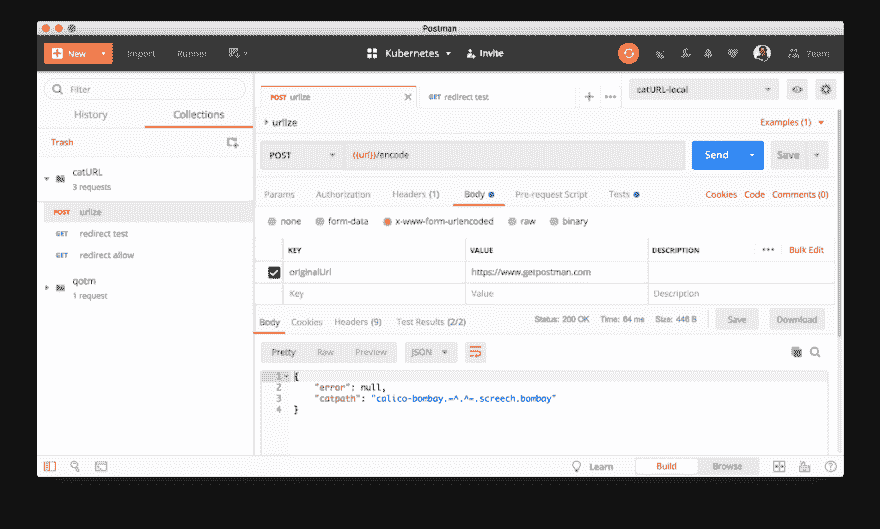 Postman
New Import Runner Kubernetes Invite Team
Filter
History Collections
Trash
catURL
3 requests
POST urlize
GET redirect test
GET redirect allow
qotm
1 request
POST urlize GET redirect test catURL-local
urlize Examples (1)
POST {{url}}/encode Send Save
Params Authorization Headers (1) Body Pre-request Script Tests Cookies Code Comments (0)
none form-data x-www-form-urlencoded raw binary
KEY VALUE DESCRIPTION Bulk Edit
originalUrl https://www.getpostman.com
Key Value Description
Body Cookies Headers (9) Test Results (2/2) Status: 200 OK Time: 64 ms Size: 446 B Save Download
Pretty Raw Preview JSON
1 {
2 "error": null,
3 "catpath": "calico-bombay.=^.^=.screech.bombay"
4 }
Learn Build Browse